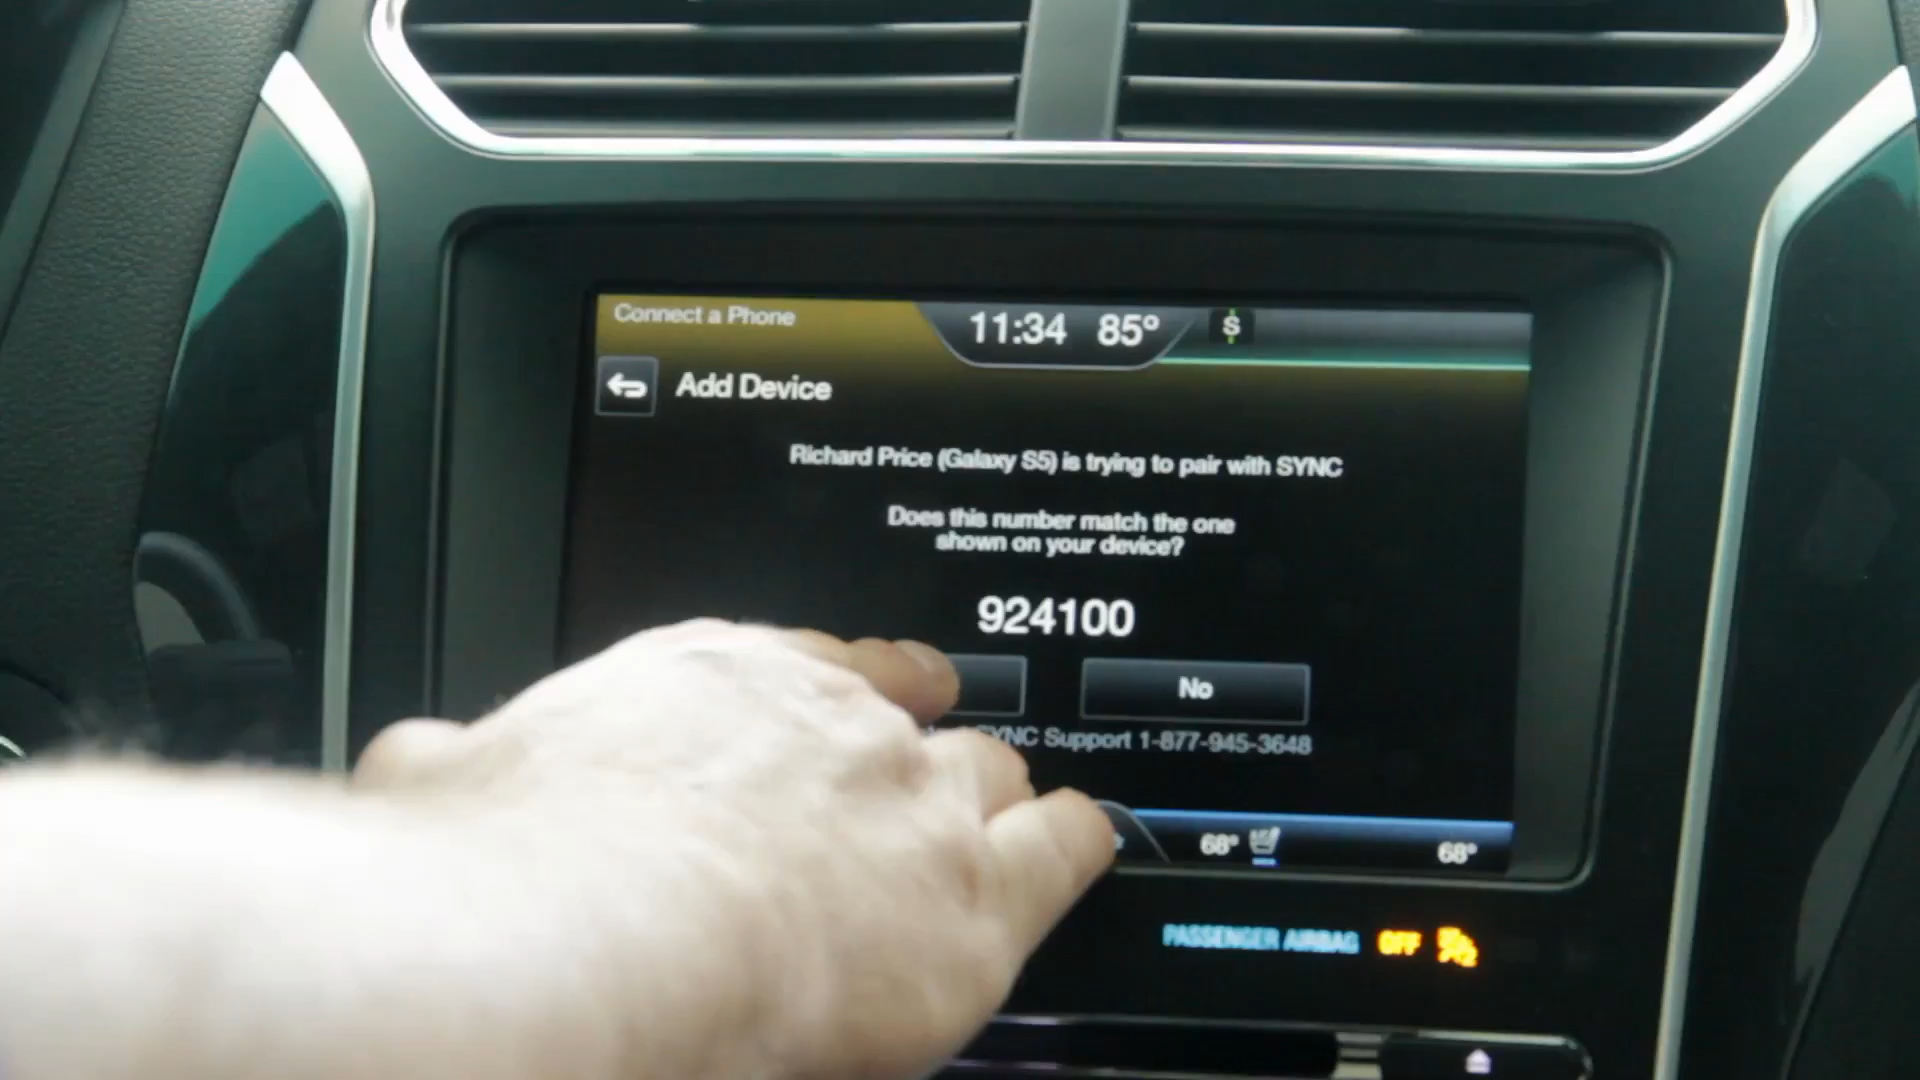 Connect a Phone
11:34 85° S
Add Device
Richard Price (Galaxy S5) is trying to pair with SYNC
Does this number match the one
shown on your device?
924100
No
SYNC Support 1-877-945-3648
68° 68°
PASSENGER AIRBAG OFF